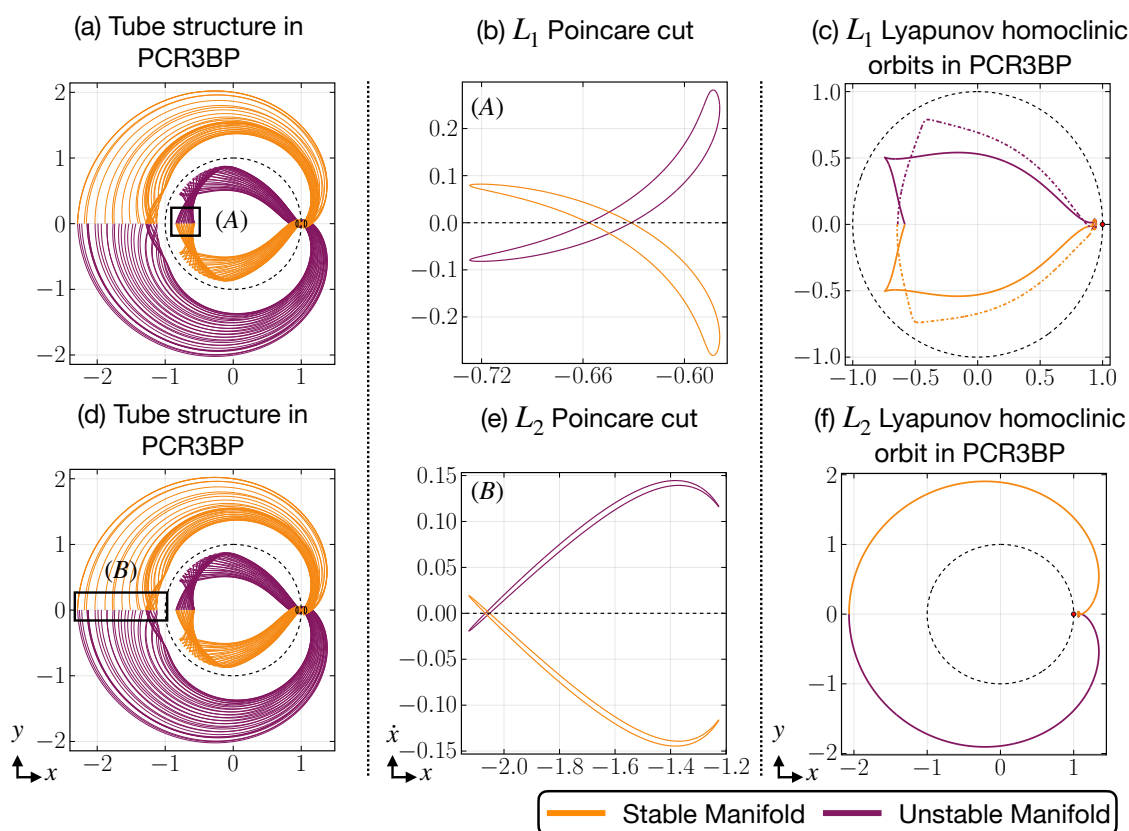 (a) Tube structure in
PCR3BP
(b) L₁ Poincare cut
(c) L₁ Lyapunov homoclinic
orbits in PCR3BP
2
1
0
−1
−2
−2 −1 0 1
(A)
(A)
0.2
0.1
0.0
−0.1
−0.2
−0.72 −0.66 −0.60
1.0
0.5
0.0
−0.5
−1.0
−1.0 −0.5 0.0 0.5 1.0
(d) Tube structure in
PCR3BP
(e) L₂ Poincare cut
(f) L₂ Lyapunov homoclinic
orbit in PCR3BP
2
1
0
−1
−2
−2 −1 0 1
(B)
y
x
(B)
0.15
0.10
0.05
0.00
−0.05
−0.10
−0.15
−2.0 −1.8 −1.6 −1.4 −1.2
ẋ
x
2
1
0
−1
−2
−2 −1 0 1
y
x
Stable Manifold Unstable Manifold